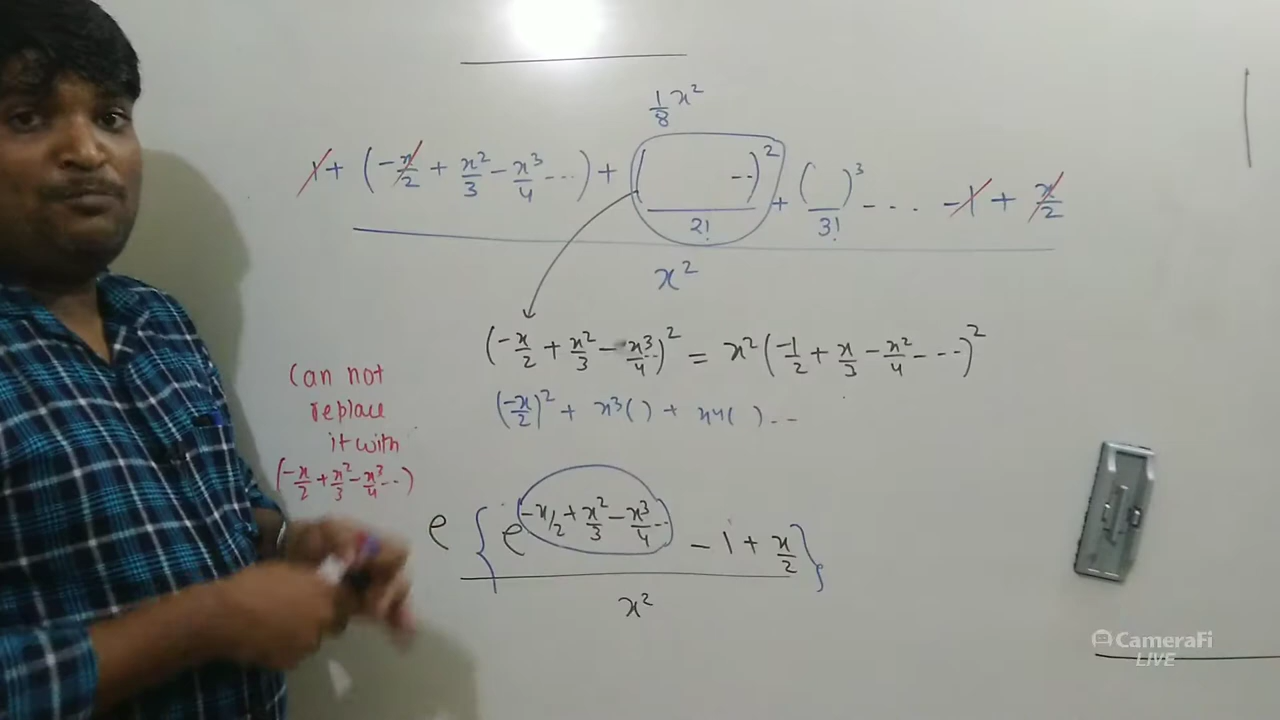 1/8 x²
1 + (-x/2 + x²/3 - x³/4 ...) + ( ..)²/2! + ( )³/3! - ... . - 1 + x/2
x²
(-x/2 + x²/3 - x³/4 ..)² = x² (-1/2 + x/3 - x²/4 - ...)²
(-x/2)² + x³( ) + x4( ) ...
can not
replace
it with
(-x/2 + x²/3 - x³/4 ..)
e { e^(-x/2 + x²/3 - x³/4 ..) - 1 + x/2 }
x²
CameraFi
LIVE